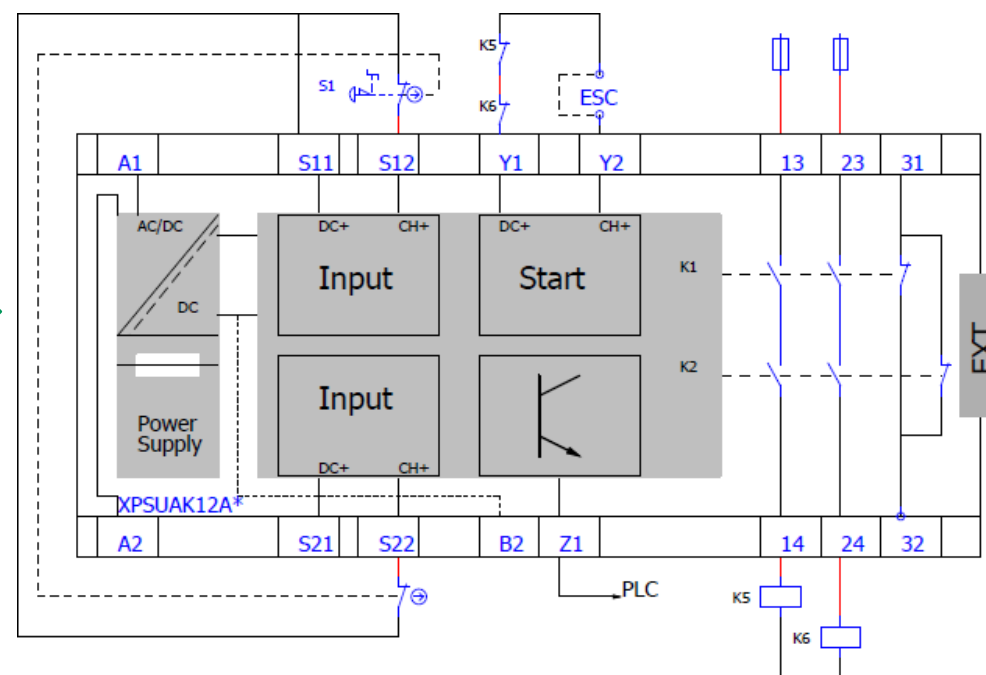 K5
S1
K6
ESC
A1 S11 S12 Y1 Y2 13 23 31
AC/DC DC+ CH+ DC+ CH+
Input Start K1
DC
EXT
K2
Input
Power
Supply
DC+ CH+
XPSUAK12A*
A2 S21 S22 B2 Z1 14 24 32
PLC
K5
K6